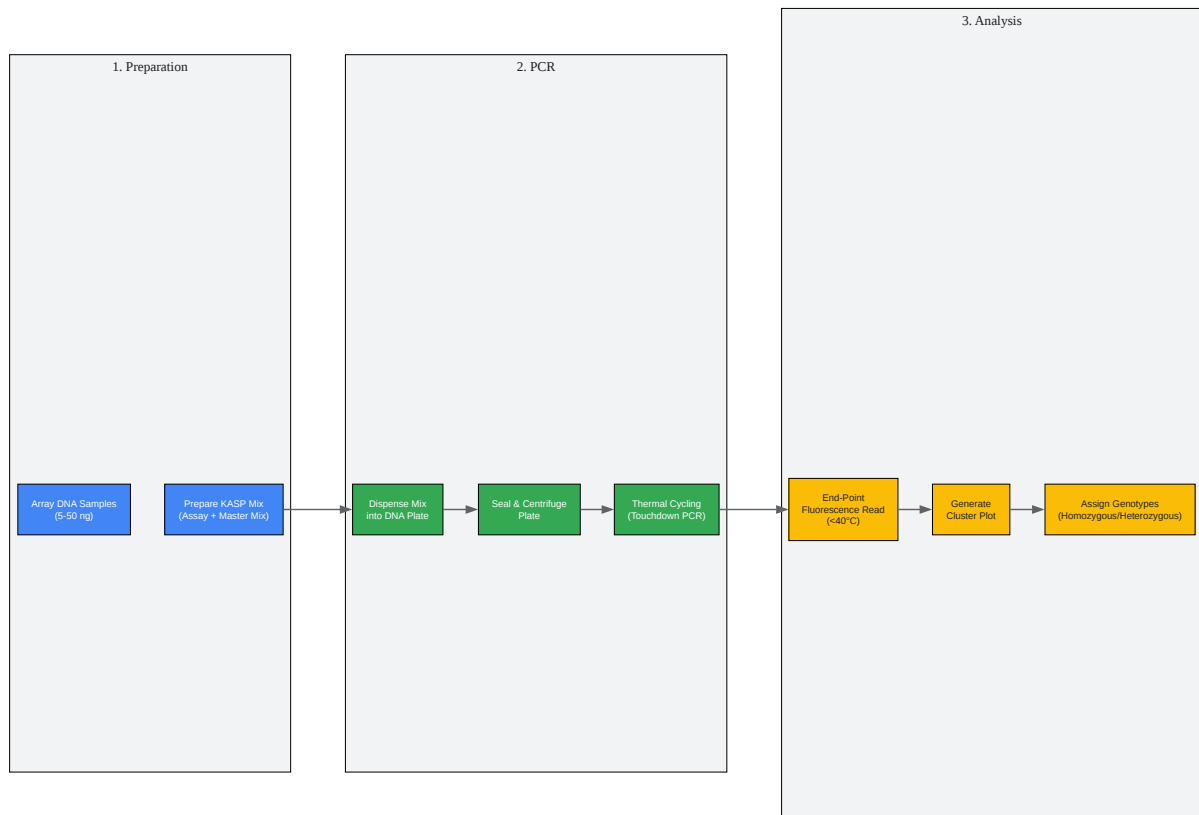 1. Preparation
Array DNA Samples
(5-50 ng)
Prepare KASP Mix
(Assay + Master Mix)
2. PCR
Dispense Mix
into DNA Plate
Seal & Centrifuge
Plate
Thermal Cycling
(Touchdown PCR)
3. Analysis
End-Point
Fluorescence Read
(<40°C)
Generate
Cluster Plot
Assign Genotypes
(Homozygous/Heterozygous)